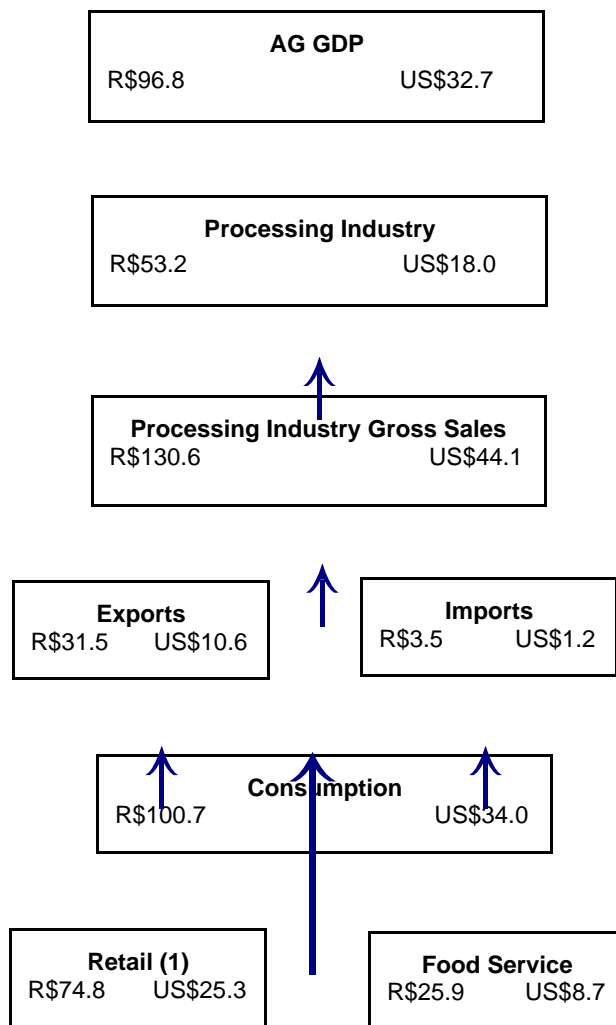 AG GDP
R$96.8 US$32.7
Processing Industry
R$53.2 US$18.0
Processing Industry Gross Sales
R$130.6 US$44.1
Exports
R$31.5 US$10.6
Imports
R$3.5 US$1.2
Consumption
R$100.7 US$34.0
Retail (1)
R$74.8 US$25.3
Food Service
R$25.9 US$8.7